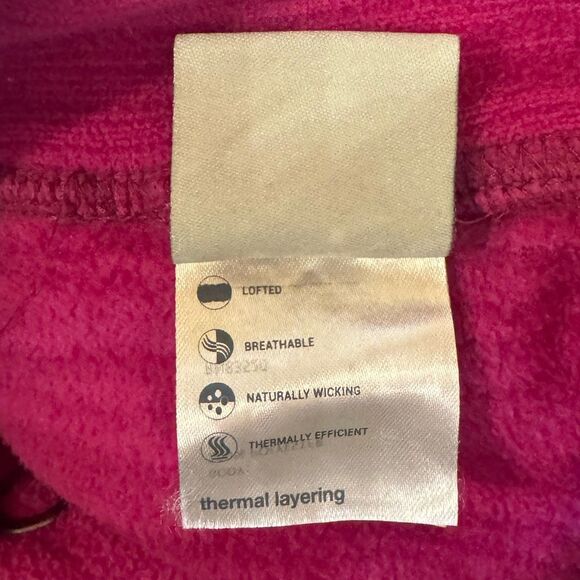 LOFTED
BREATHABLE
NATURALLY WICKING
THERMALLY EFFICIENT
thermal layering